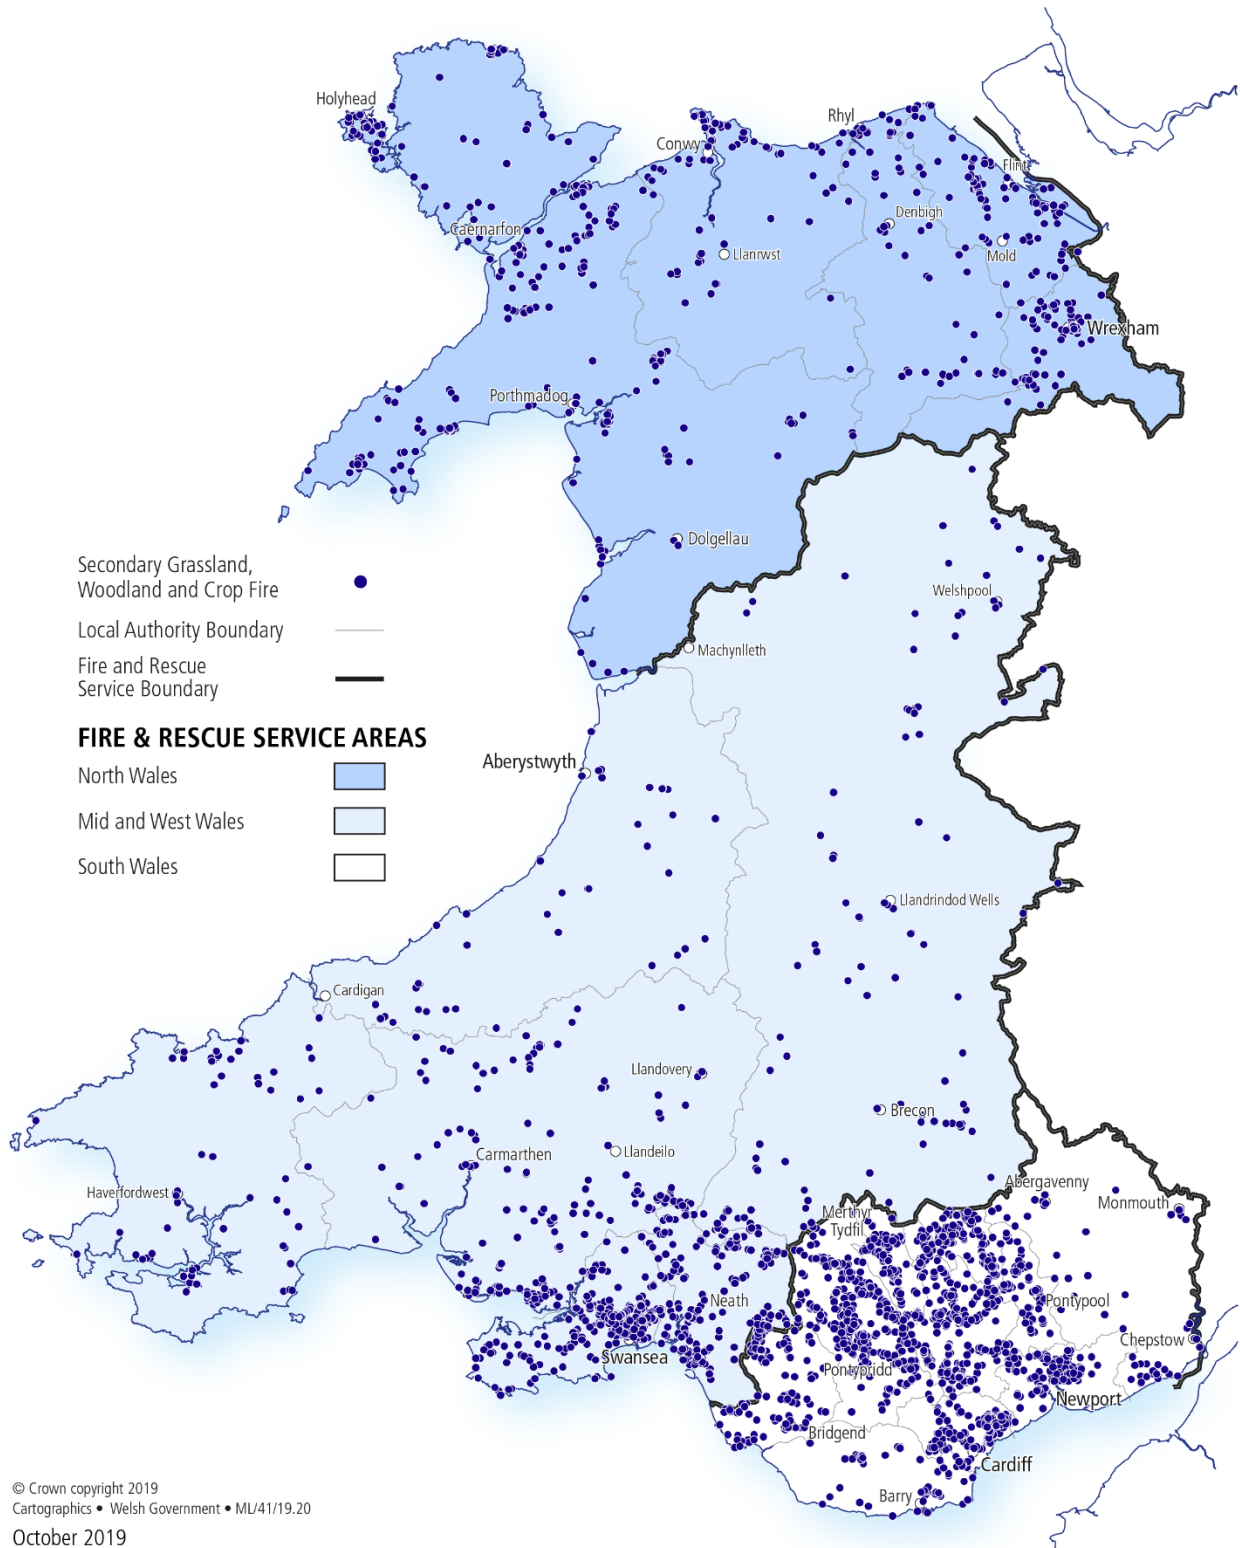 Holyhead
Rhyl
Conwy
Flint
Denbigh
Caernarfon
Llanrwst
Mold
Wrexham
Porthmadog
Dolgellau
Secondary Grassland,
Woodland and Crop Fire
Welshpool
Local Authority Boundary
Machynlleth
Fire and Rescue
Service Boundary
FIRE & RESCUE SERVICE AREAS
Aberystwyth
North Wales
Mid and West Wales
South Wales
Llandrindod Wells
Cardigan
Llandovery
Brecon
Carmarthen
Llandeilo
Abergavenny
Haverfordwest
Monmouth
Merthyr
Tydfil
Neath
Pontypool
Chepstow
Swansea
Pontypridd
Newport
Bridgend
Cardiff
Barry
© Crown copyright 2019
Cartographics • Welsh Government • ML/41/19.20
October 2019